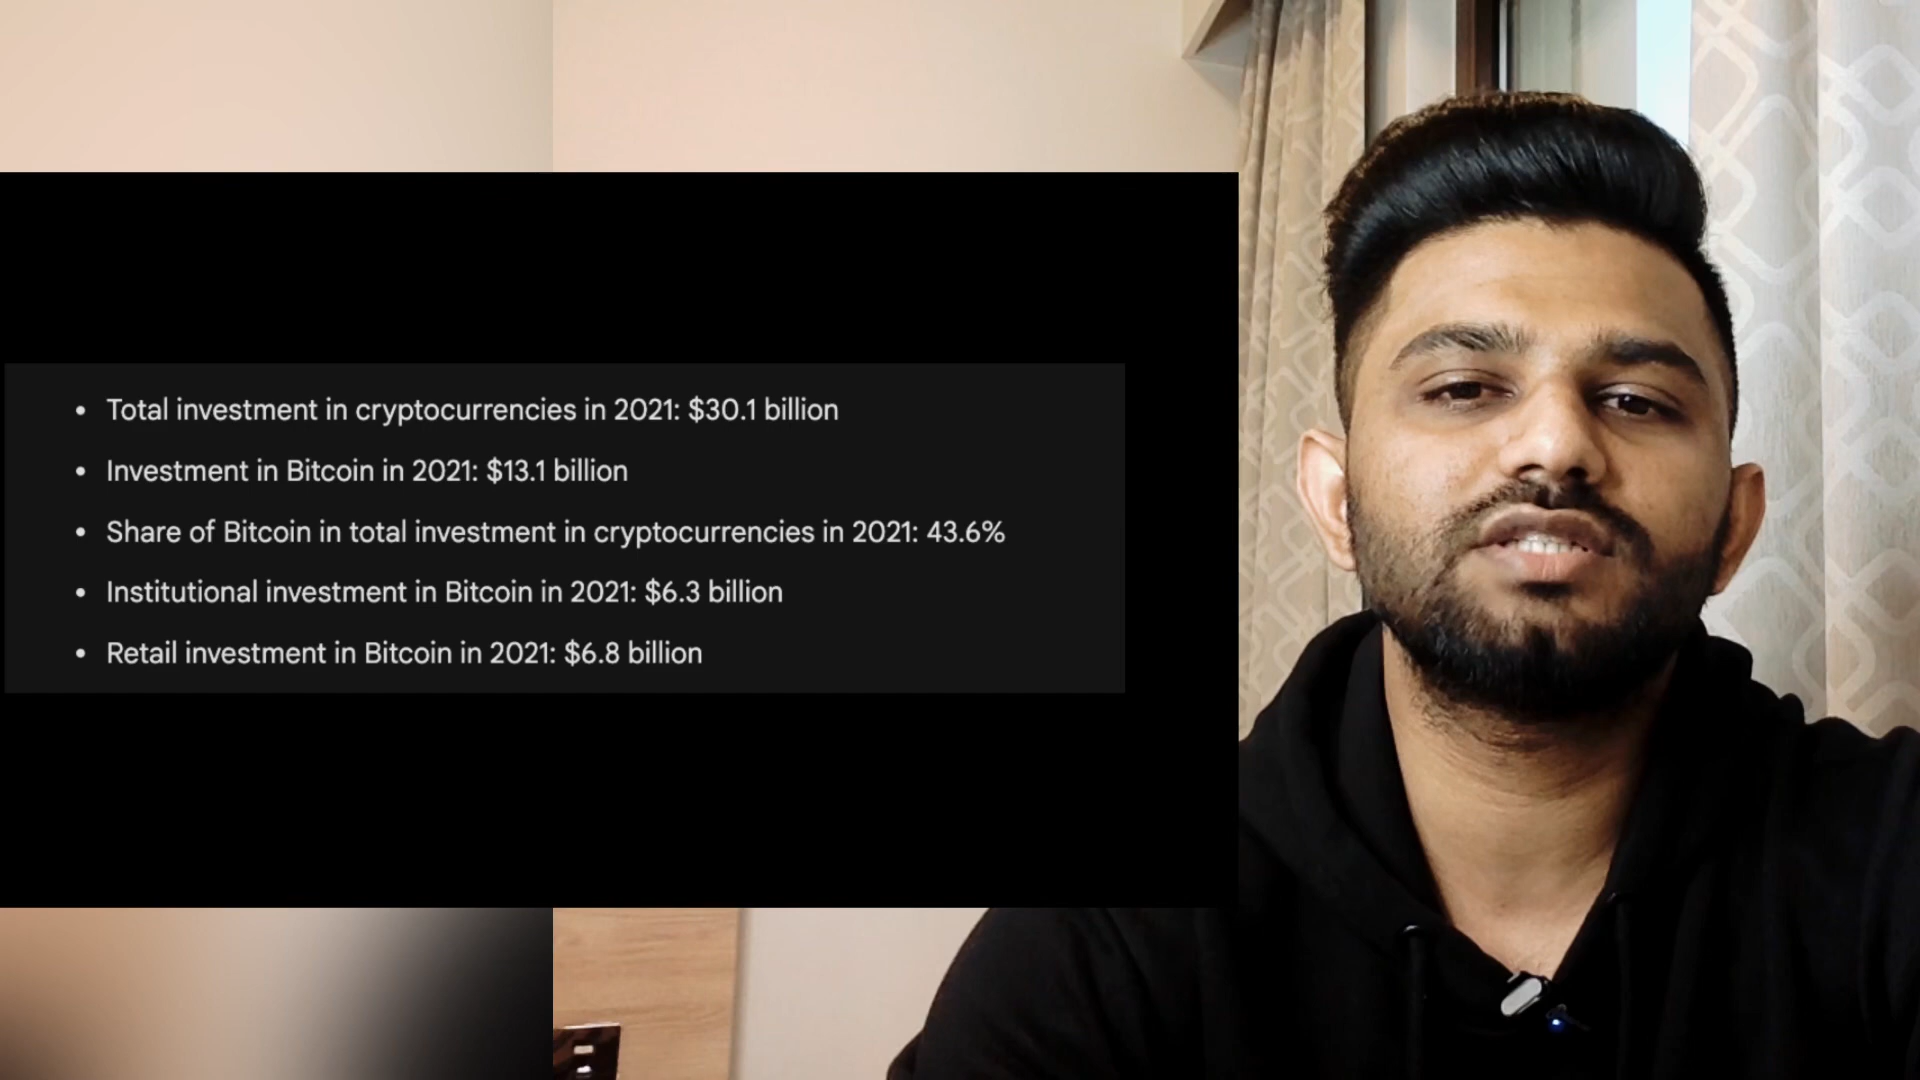 • Total investment in cryptocurrencies in 2021: $30.1 billion
• Investment in Bitcoin in 2021: $13.1 billion
• Share of Bitcoin in total investment in cryptocurrencies in 2021: 43.6%
• Institutional investment in Bitcoin in 2021: $6.3 billion
• Retail investment in Bitcoin in 2021: $6.8 billion